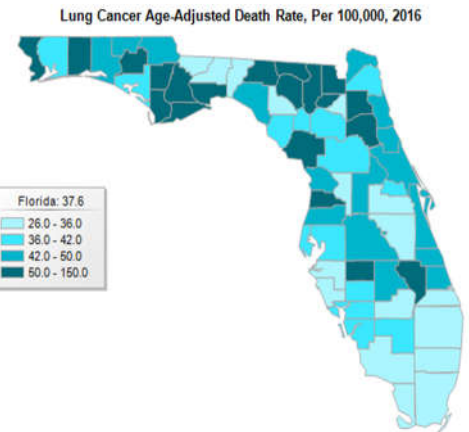 Lung Cancer Age-Adjusted Death Rate, Per 100,000, 2016
Florida: 37.6
26.0 - 36.0
36.0 - 42.0
42.0 - 50.0
50.0 - 150.0